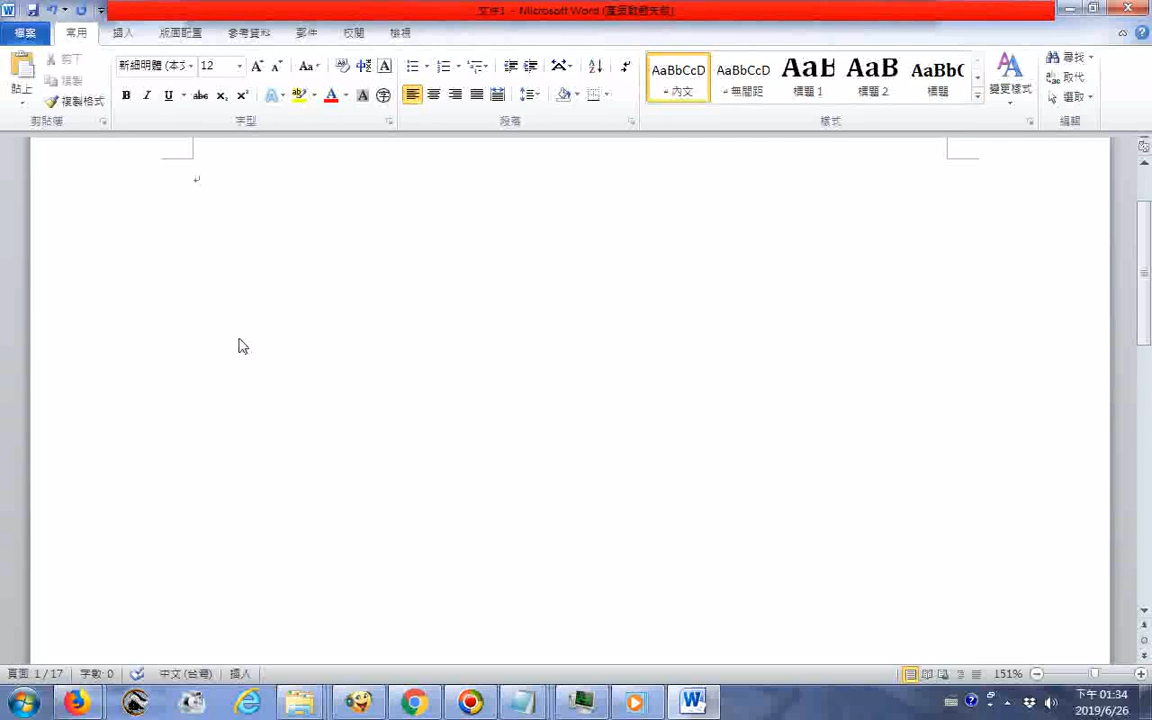 文件1 - Microsoft Word (產品啟動失敗)
檔案 常用 插入 版面配置 參考資料 郵件 校閱 檢視
貼上 剪下 複製 複製格式
新細明體 (本文 12
AaBbCcD AaBbCcD AaBb AaB AaBbC
內文 無間距 標題 1 標題 2 標題
變更樣式
尋找 取代 選取
剪貼簿 字型 段落 樣式 編輯
頁面: 1/17 字數: 0 中文 (台灣) 插入 151%
下午 01:34
2019/6/26